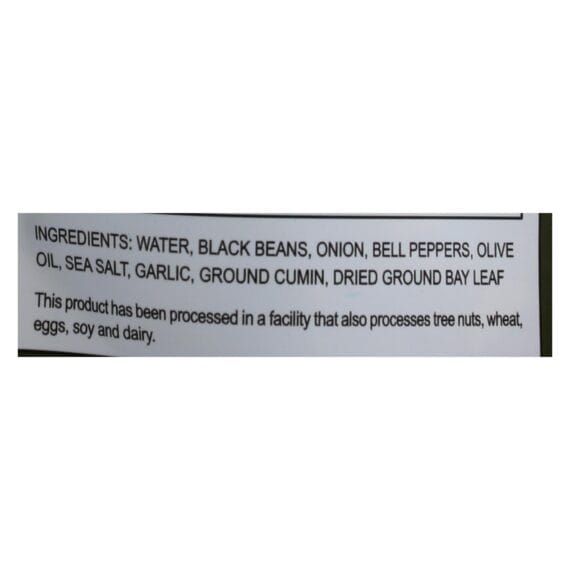 INGREDIENTS: WATER, BLACK BEANS, ONION, BELL PEPPERS, OLIVE
OIL, SEA SALT, GARLIC, GROUND CUMIN, DRIED GROUND BAY LEAF
This product has been processed in a facility that also processes tree nuts, wheat,
eggs, soy and dairy.